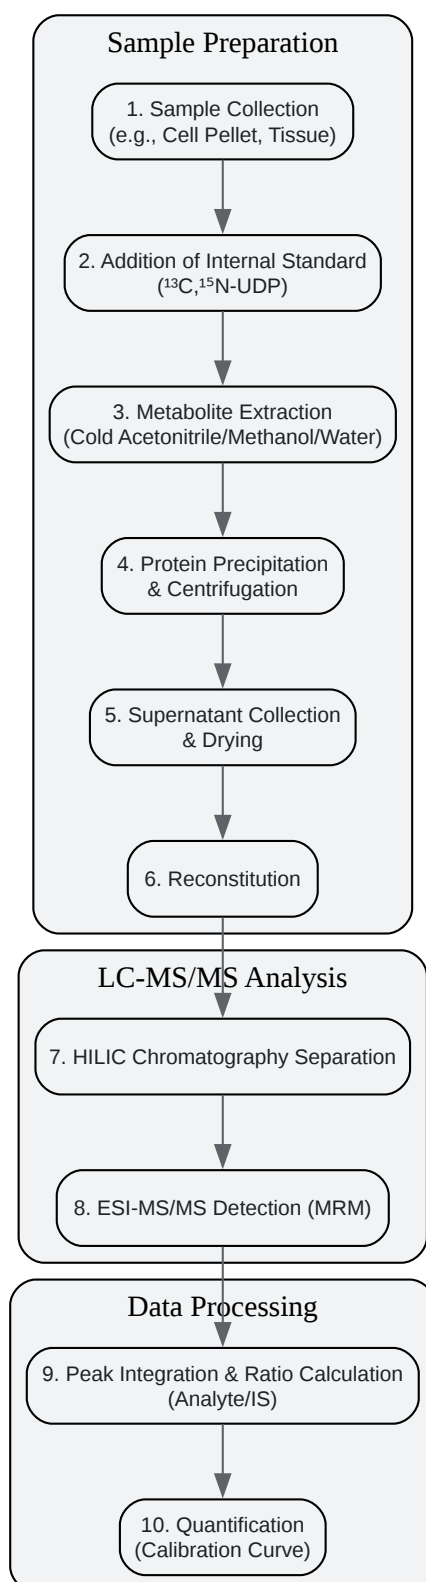 Sample Preparation
1. Sample Collection
(e.g., Cell Pellet, Tissue)
2. Addition of Internal Standard
(¹³C,¹⁵N-UDP)
3. Metabolite Extraction
(Cold Acetonitrile/Methanol/Water)
4. Protein Precipitation
& Centrifugation
5. Supernatant Collection
& Drying
6. Reconstitution
LC-MS/MS Analysis
7. HILIC Chromatography Separation
8. ESI-MS/MS Detection (MRM)
Data Processing
9. Peak Integration & Ratio Calculation
(Analyte/IS)
10. Quantification
(Calibration Curve)